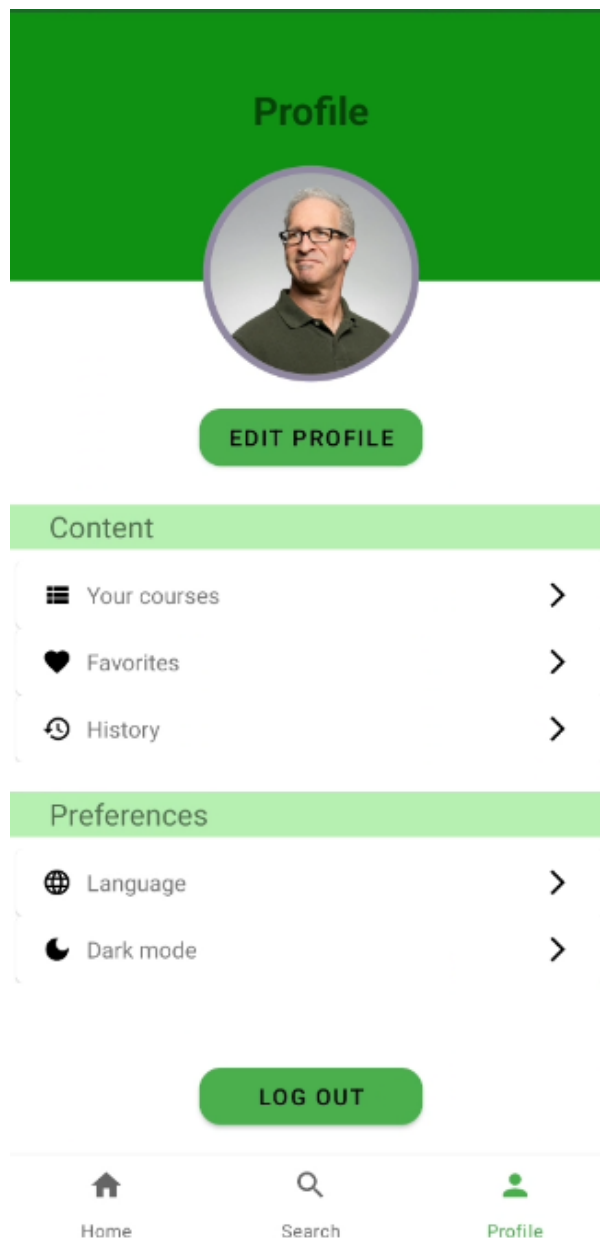 Profile
EDIT PROFILE
Content
Your courses
Favorites
History
Preferences
Language
Dark mode
LOG OUT
Home Search Profile